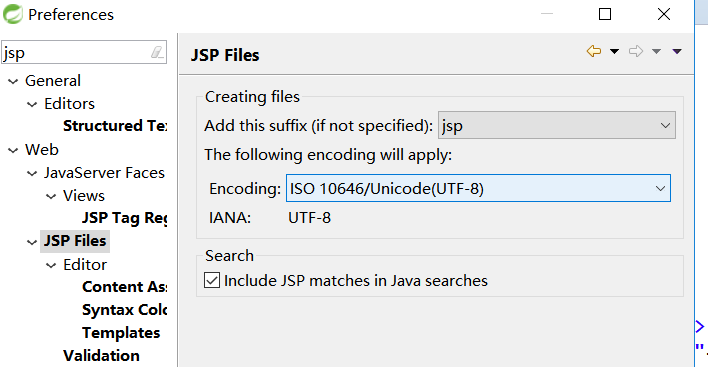 Preferences
jsp
JSP Files
General
Editors
Structured Te
Web
JavaServer Faces
Views
JSP Tag Reg
JSP Files
Editor
Content Ass
Syntax Colo
Templates
Validation
Creating files
Add this suffix (if not specified): jsp
The following encoding will apply:
Encoding: ISO 10646/Unicode(UTF-8)
IANA: UTF-8
Search
Include JSP matches in Java searches
>
".